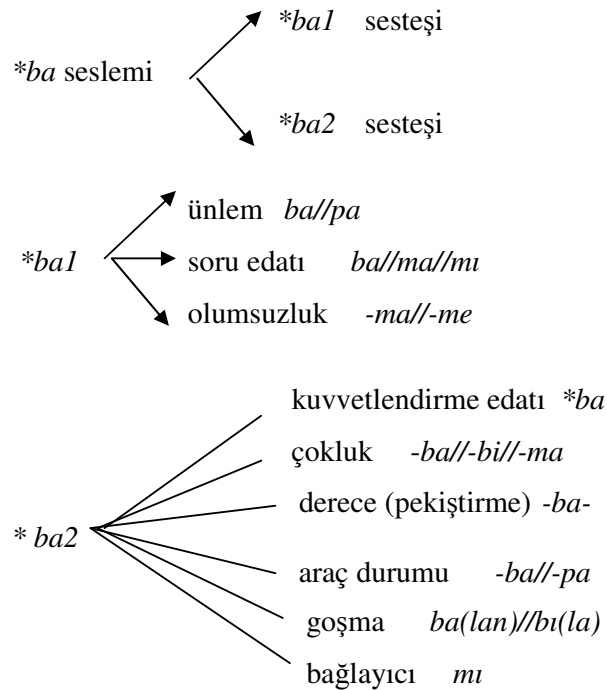 *ba1 sesteşi
*ba seslemi
*ba2 sesteşi
ünlem ba//pa
*ba1
soru edatı ba//ma//mı
olumsuzluk -ma//-me
kuvvetlendirme edatı *ba
çokluk -ba//-bi//-ma
derece (pekiştirme) -ba-
* ba2
araç durumu -ba//-pa
goşma ba(lan)//bı(la)
bağlayıcı mı